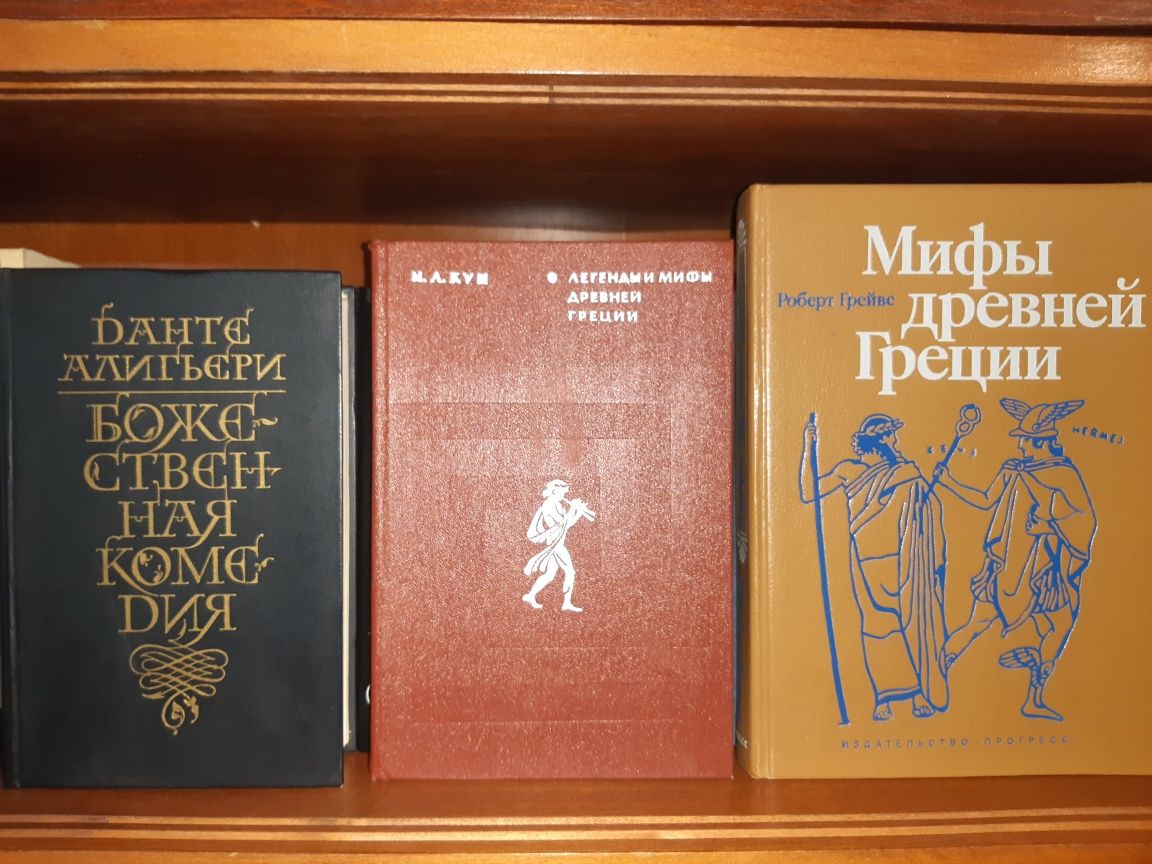 ДАНТЕ
АЛИГЬЕРИ
БОЖЕ-
СТВЕН-
НАЯ
КОМЕ-
ДИЯ
Н.А.КУН
ЛЕГЕНДЫ И МИФЫ
ДРЕВНЕЙ
ГРЕЦИИ
Мифы
Роберт Грейвс древней
Греции
ZEVS
HERMES
ИЗДАТЕЛЬСТВО · ПРОГРЕСС